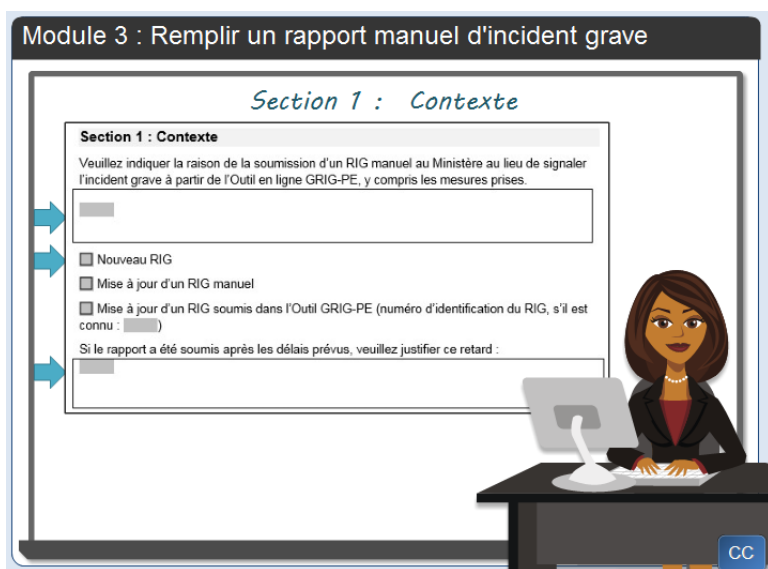 Module 3 : Remplir un rapport manuel d'incident grave
Section 1 : Contexte
Section 1 : Contexte
Veuillez indiquer la raison de la soumission d'un RIG manuel au Ministère au lieu de signaler
l'incident grave à partir de l'Outil en ligne GRIG-PE, y compris les mesures prises.
Nouveau RIG
Mise à jour d'un RIG manuel
Mise à jour d'un RIG soumis dans l'Outil GRIG-PE (numéro d'identification du RIG, s'il est
connu : )
Si le rapport a été soumis après les délais prévus, veuillez justifier ce retard :
CC